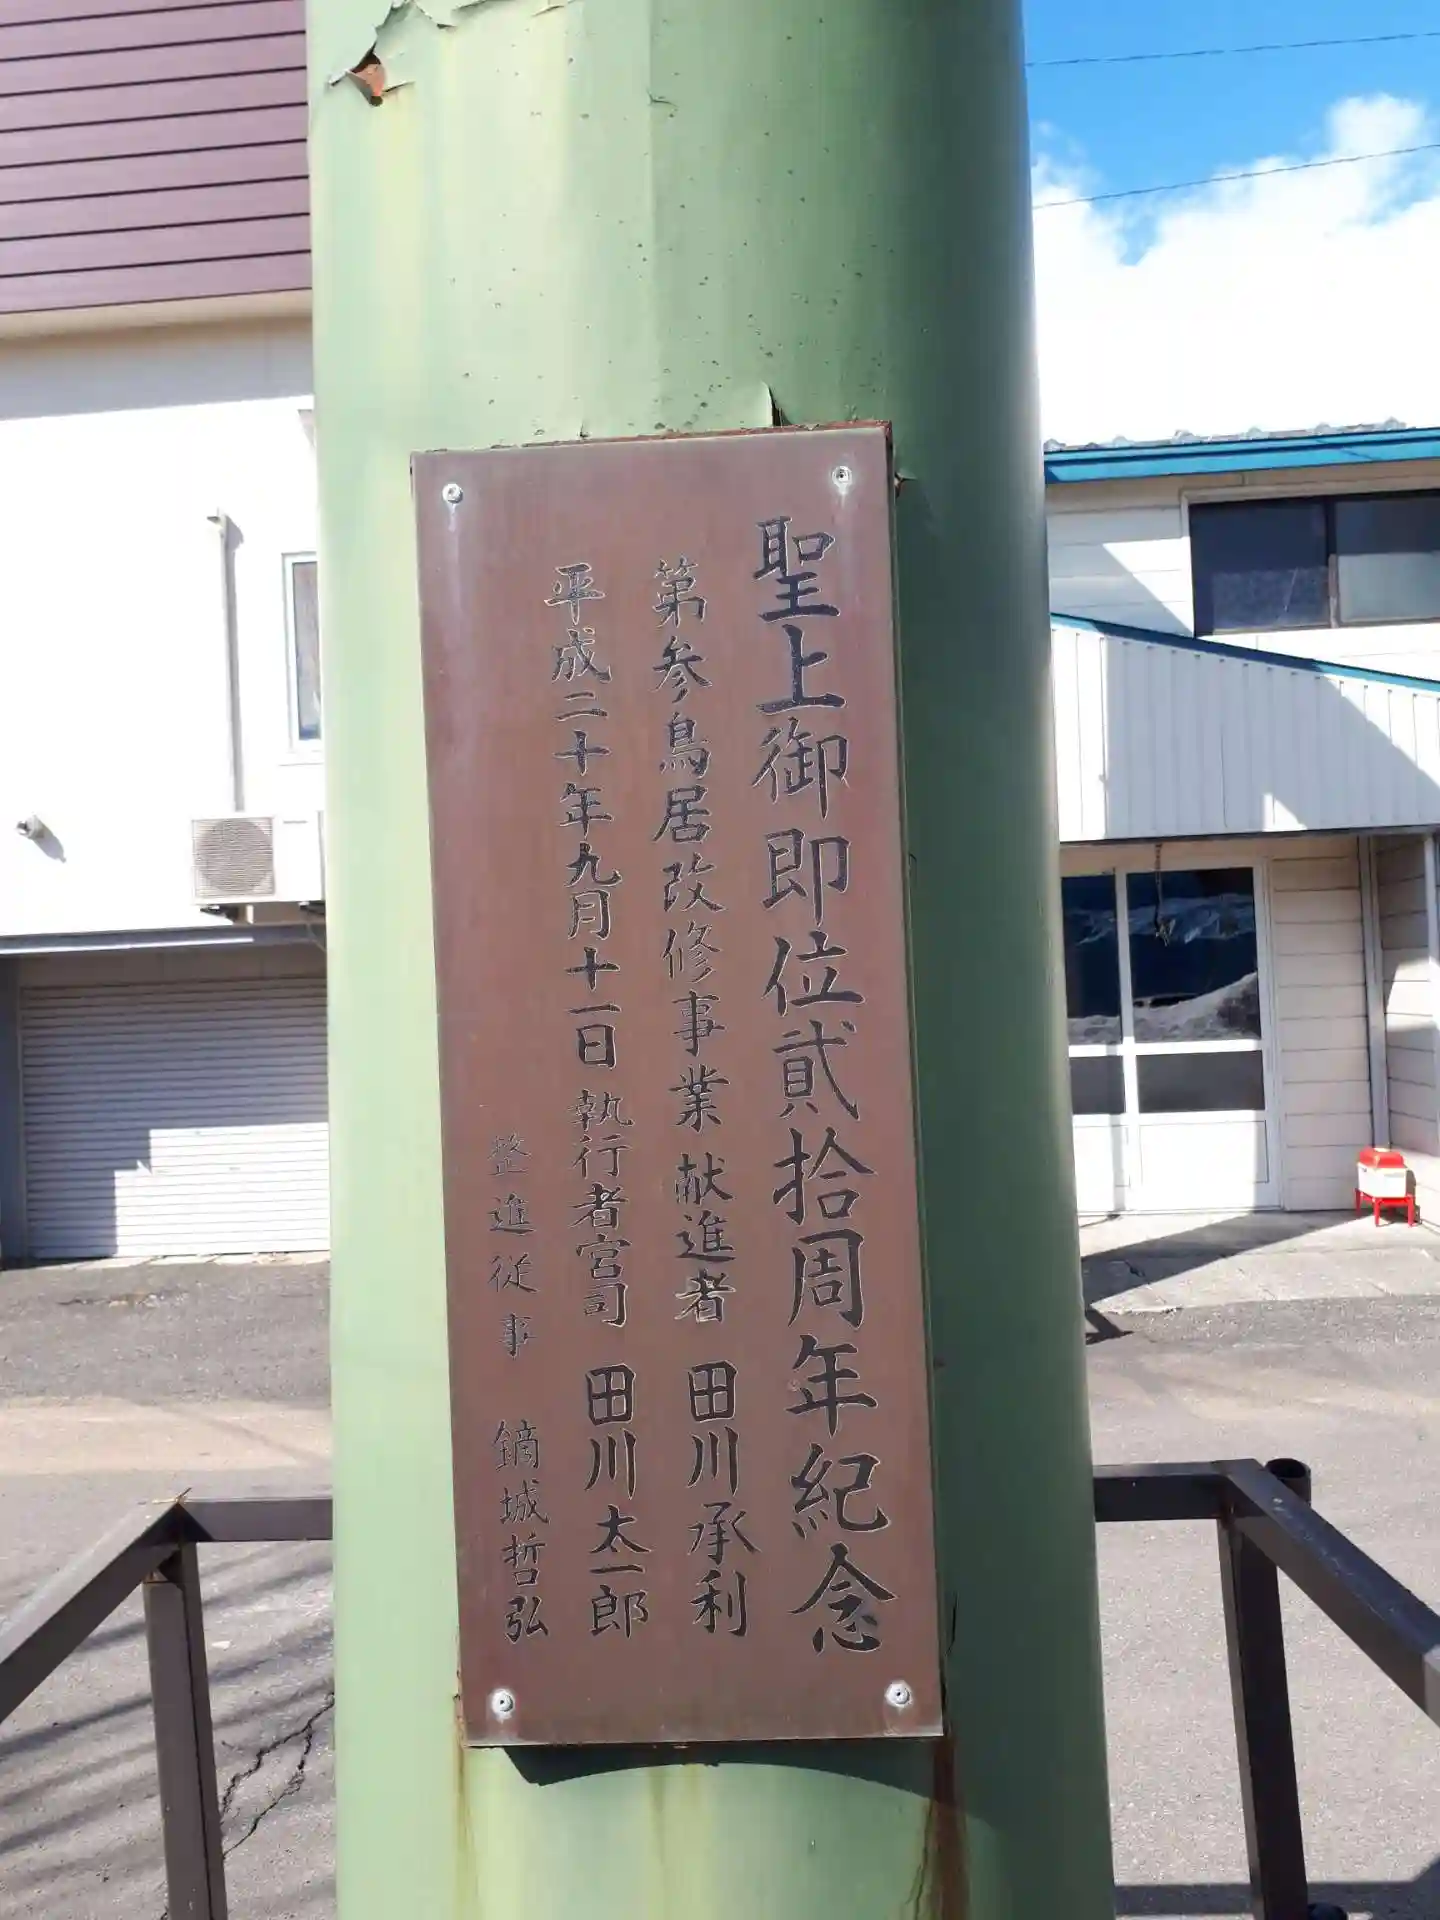 聖上御即位貳拾周年紀念
第参鳥居改修事業 献進者 田川承利
平成二十年九月十一日 執行者宮司 田川太一郎
整進従事 鏑城哲弘